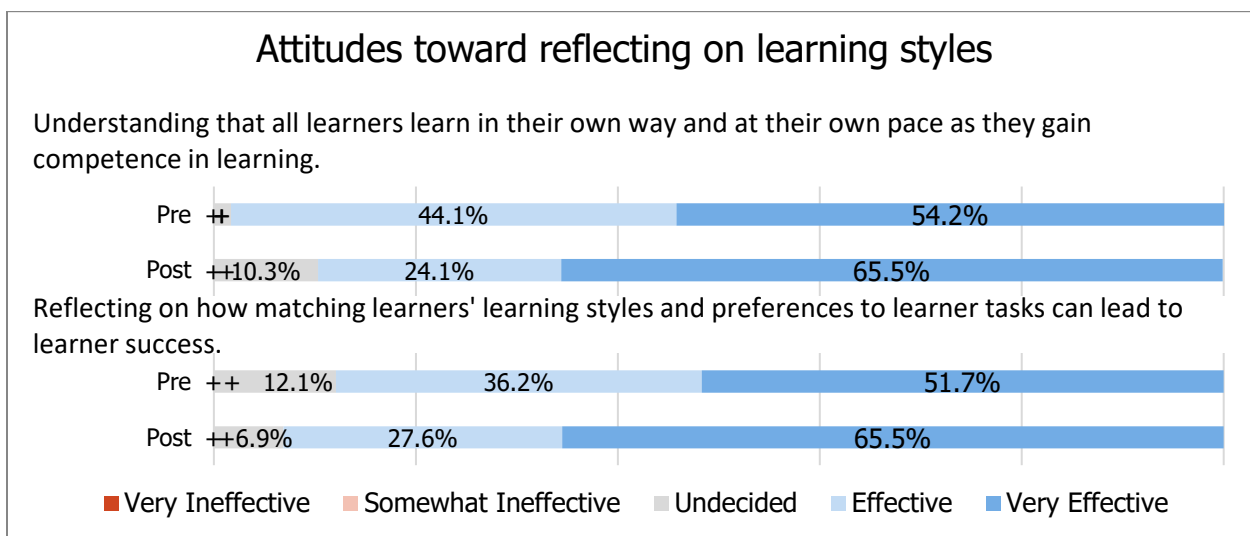 Attitudes toward reflecting on learning styles
Understanding that all learners learn in their own way and at their own pace as they gain
competence in learning.
Pre ++ 44.1% 54.2%
Post ++10.3% 24.1% 65.5%
Reflecting on how matching learners' learning styles and preferences to learner tasks can lead to
learner success.
Pre ++ 12.1% 36.2% 51.7%
Post ++6.9% 27.6% 65.5%
Very Ineffective Somewhat Ineffective Undecided Effective Very Effective